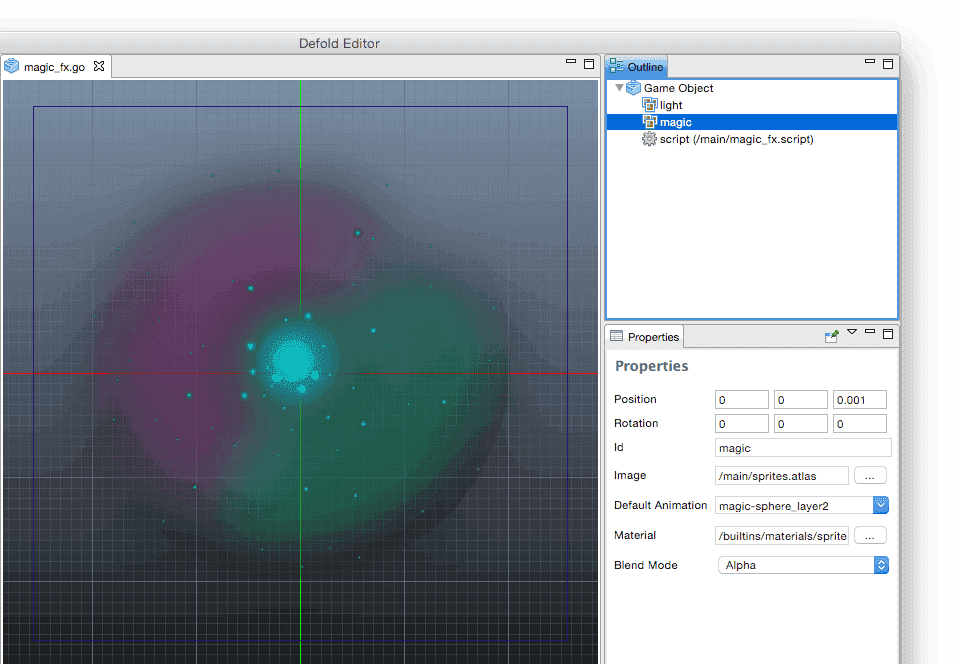 Defold Editor
magic_fx.go
Outline
Game Object
light
magic
script (/main/magic_fx.script)
Properties
Properties
Position 0 0 0.001
Rotation 0 0 0
Id magic
Image /main/sprites.atlas ...
Default Animation magic-sphere_layer2
Material /builtins/materials/sprite ...
Blend Mode Alpha